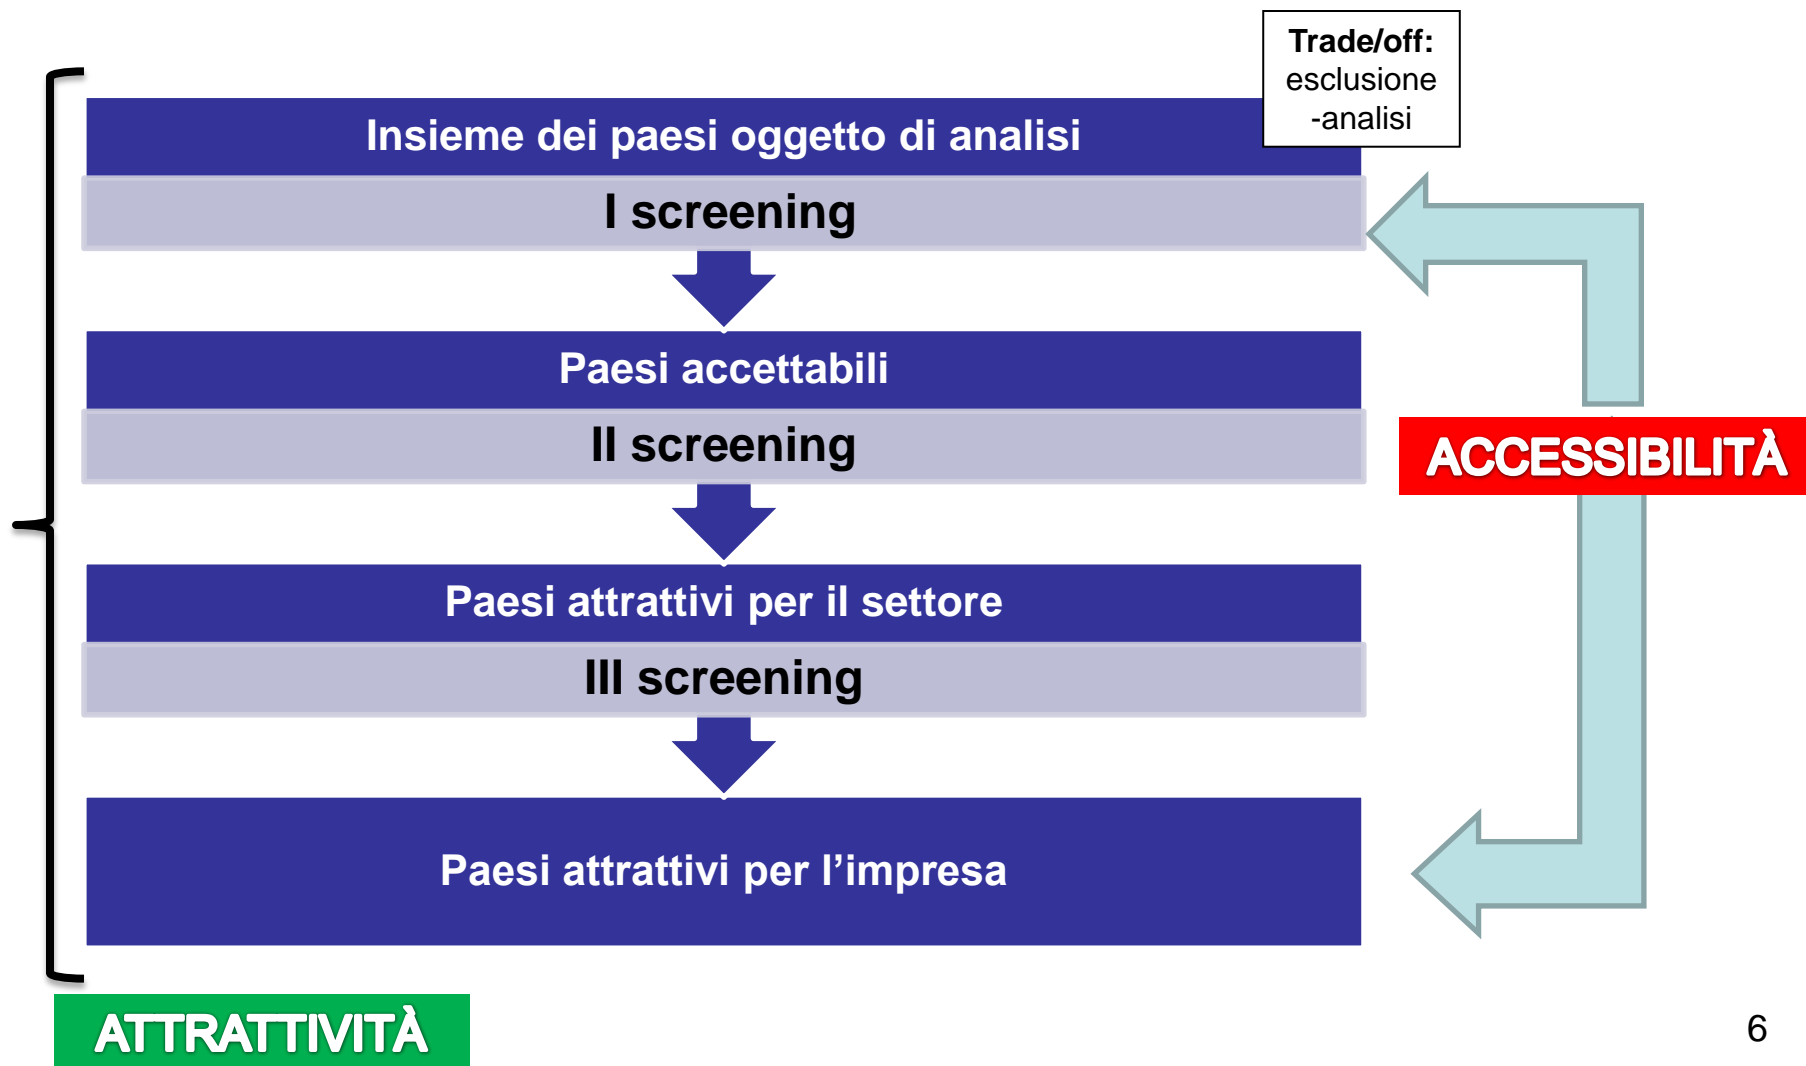 Trade/off:
esclusione
-analisi
Insieme dei paesi oggetto di analisi
I screening
Paesi accettabili
II screening
ACCESSIBILITÀ
Paesi attrattivi per il settore
III screening
Paesi attrattivi per l’impresa
ATTRATTIVITÀ
6